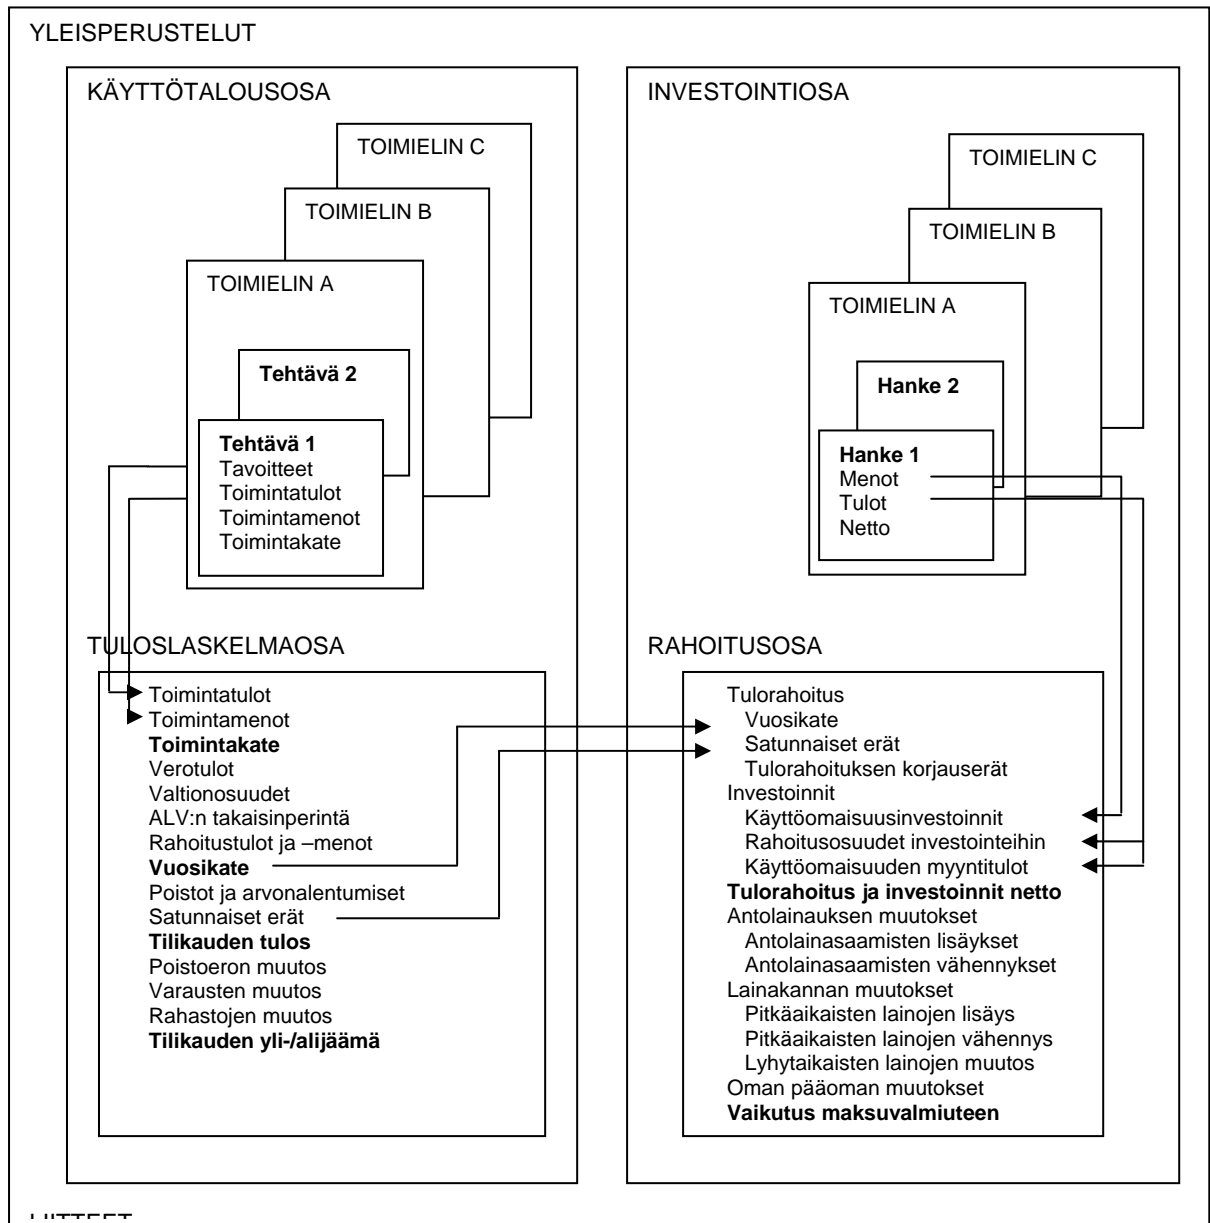 YLEISPERUSTELUT
KÄYTTÖTALOUSOSA
TOIMIELIN C
TOIMIELIN B
TOIMIELIN A
Tehtävä 2
Tehtävä 1
Tavoitteet
Toimintatulot
Toimintamenot
Toimintakate
INVESTOINTIOSA
TOIMIELIN C
TOIMIELIN B
TOIMIELIN A
Hanke 2
Hanke 1
Menot
Tulot
Netto
TULOSLASKELMAOSA
Toimintatulot
Toimintamenot
Toimintakate
Verotulot
Valtionosuudet
ALV:n takaisinperintä
Rahoitustulot ja –menot
Vuosikate
Poistot ja arvonalentumiset
Satunnaiset erät
Tilikauden tulos
Poistoeron muutos
Varausten muutos
Rahastojen muutos
Tilikauden yli-/alijäämä
RAHOITUSOSA
Tulorahoitus
Vuosikate
Satunnaiset erät
Tulorahoituksen korjauserät
Investoinnit
Käyttöomaisuusinvestoinnit
Rahoitusosuudet investointeihin
Käyttöomaisuuden myyntitulot
Tulorahoitus ja investoinnit netto
Antolainauksen muutokset
Antolainasaamisten lisäykset
Antolainasaamisten vähennykset
Lainakannan muutokset
Pitkäaikaisten lainojen lisäys
Pitkäaikaisten lainojen vähennys
Lyhytaikaisten lainojen muutos
Oman pääoman muutokset
Vaikutus maksuvalmiuteen
LIITTEET